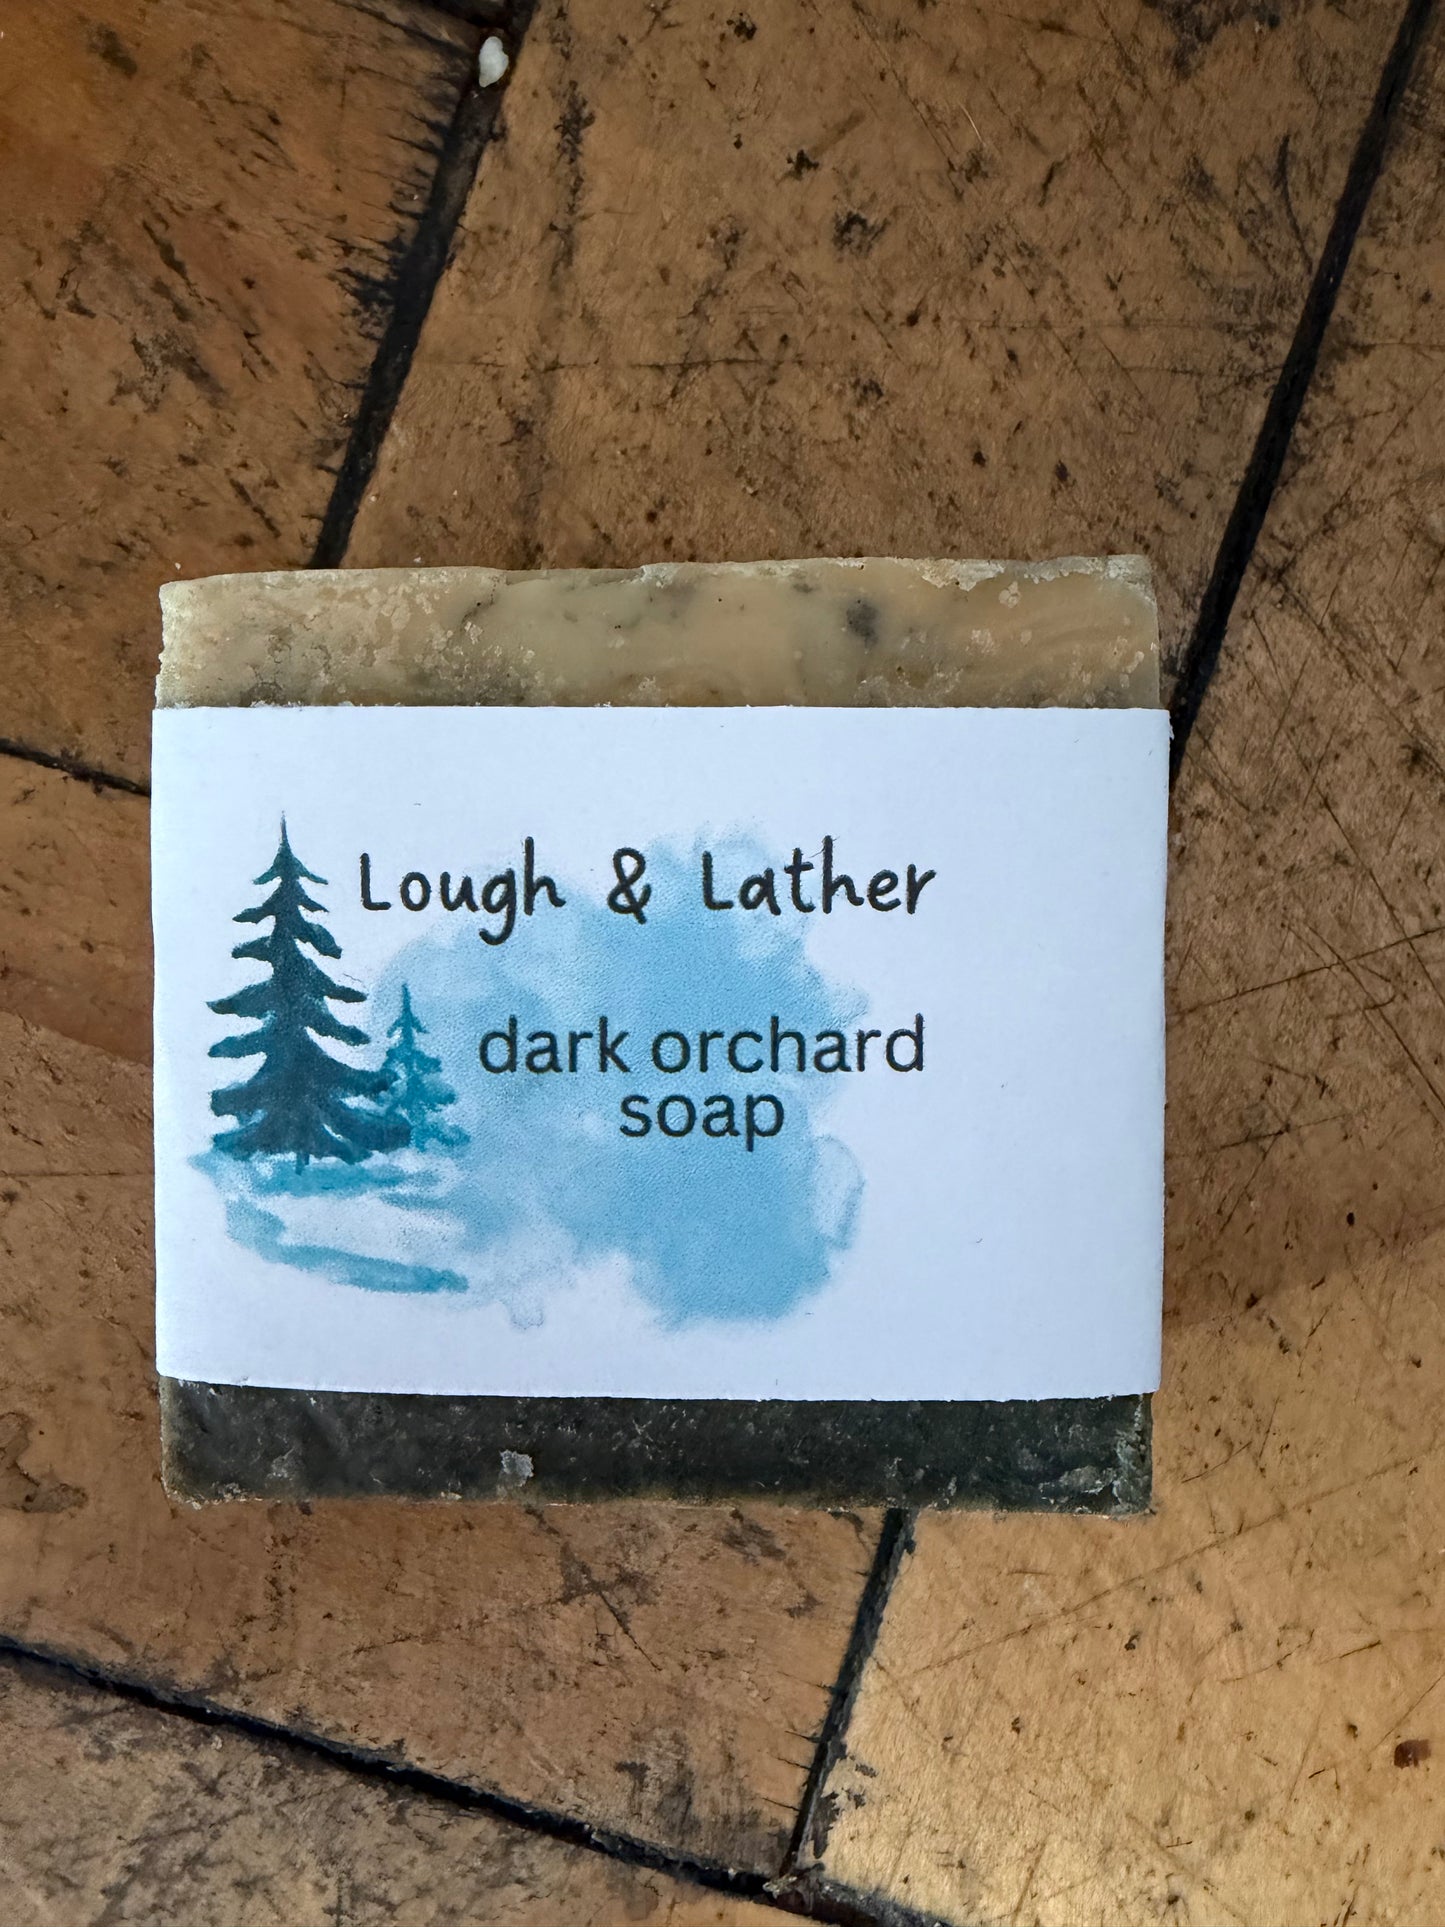 Lough & Lather
dark orchard
soap